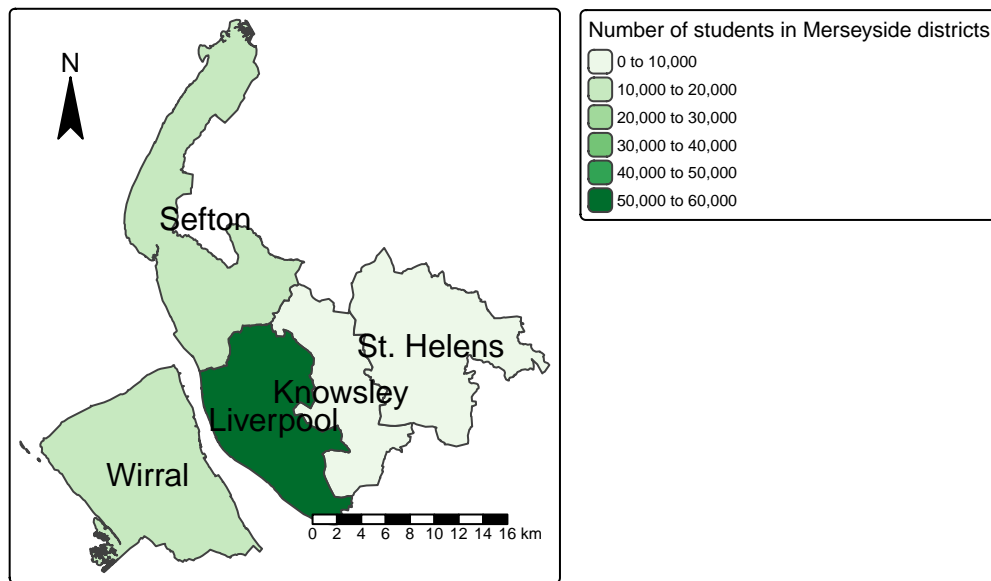 N
Sefton
St. Helens
Knowsley
Liverpool
Wirral
0 2 4 6 8 10 12 14 16 km
Number of students in Merseyside districts
0 to 10,000
10,000 to 20,000
20,000 to 30,000
30,000 to 40,000
40,000 to 50,000
50,000 to 60,000